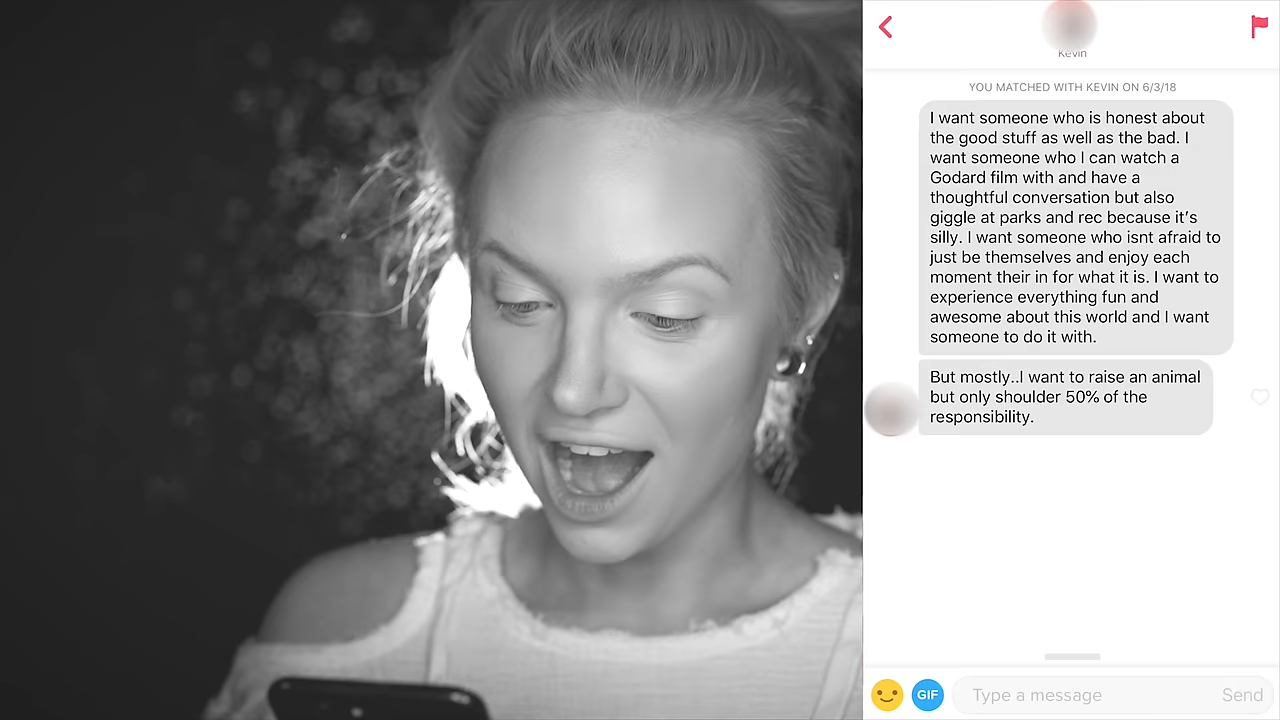 Kevin
YOU MATCHED WITH KEVIN ON 6/3/18
I want someone who is honest about
the good stuff as well as the bad. I
want someone who I can watch a
Godard film with and have a
thoughtful conversation but also
giggle at parks and rec because it's
silly. I want someone who isnt afraid to
just be themselves and enjoy each
moment their in for what it is. I want to
experience everything fun and
awesome about this world and I want
someone to do it with.
But mostly..I want to raise an animal
but only shoulder 50% of the
responsibility.
GIF
Type a message
Send